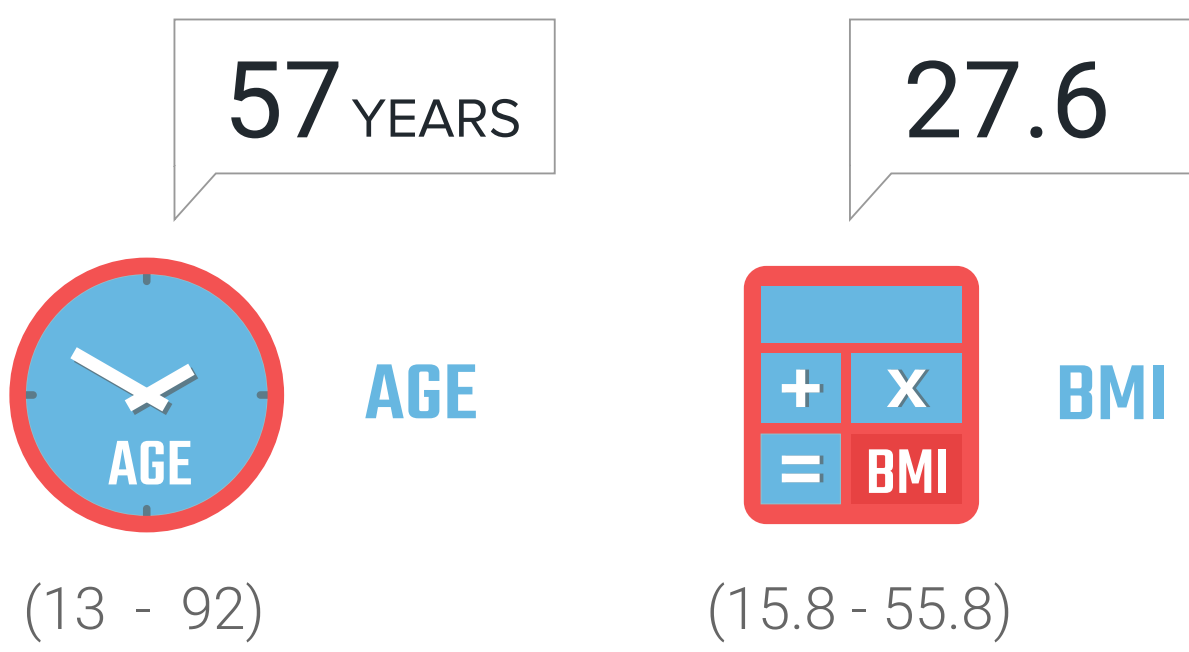 57 YEARS
27.6
AGE
AGE
+ x
= BMI
BMI
(13 - 92)
(15.8 - 55.8)